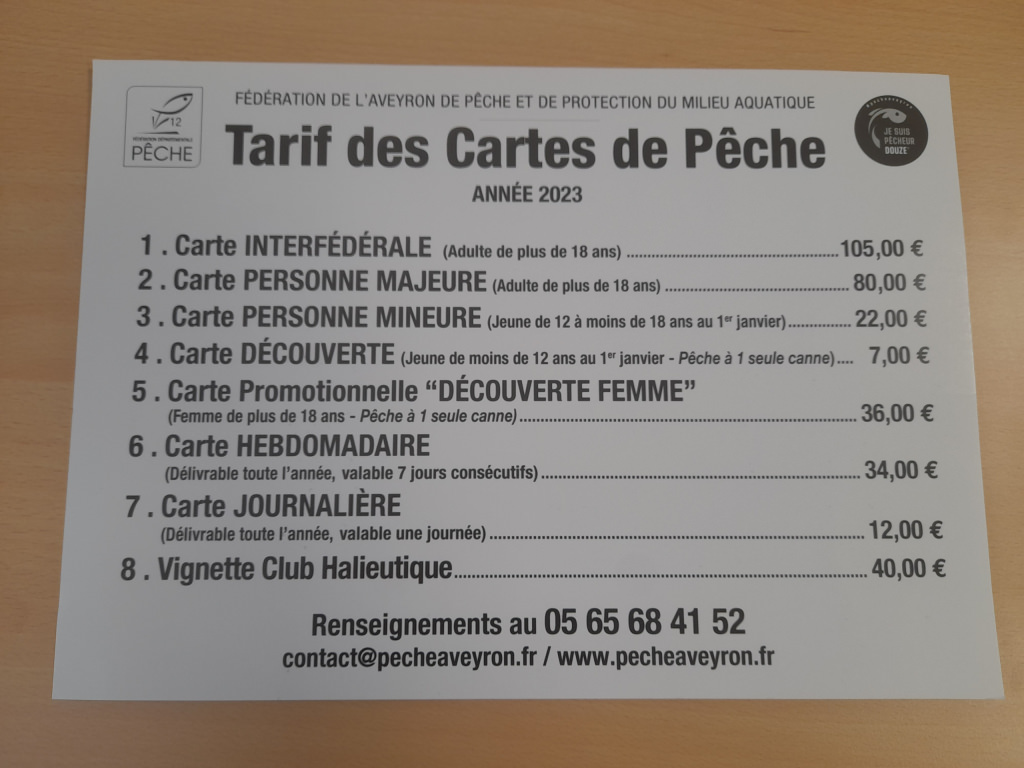 FÉDÉRATION DE L'AVEYRON DE PÊCHE ET DE PROTECTION DU MILIEU AQUATIQUE
12
FÉDÉRATION DÉPARTEMENTALE
PÊCHE
Tarif des Cartes de Pêche
JE SUIS
PÊCHEUR
DOUZE
ANNÉE 2023
1 . Carte INTERFÉDÉRALE (Adulte de plus de 18 ans) ........ 105,00 €
2 . Carte PERSONNE MAJEURE (Adulte de plus de 18 ans) ........ 80,00 €
3 . Carte PERSONNE MINEURE (Jeune de 12 à moins de 18 ans au 1er janvier)........ 22,00 €
4 . Carte DÉCOUVERTE (Jeune de moins de 12 ans au 1er janvier - Pêche à 1 seule canne).... 7,00 €
5 . Carte Promotionnelle “DÉCOUVERTE FEMME”
(Femme de plus de 18 ans - Pêche à 1 seule canne)........ 36,00 €
6 . Carte HEBDOMADAIRE
(Délivrable toute l'année, valable 7 jours consécutifs)........ 34,00 €
7 . Carte JOURNALIÈRE
(Délivrable toute l'année, valable une journée)........ 12,00 €
8 . Vignette Club Halieutique........ 40,00 €
Renseignements au 05 65 68 41 52
contact@pecheaveyron.fr / www.pecheaveyron.fr